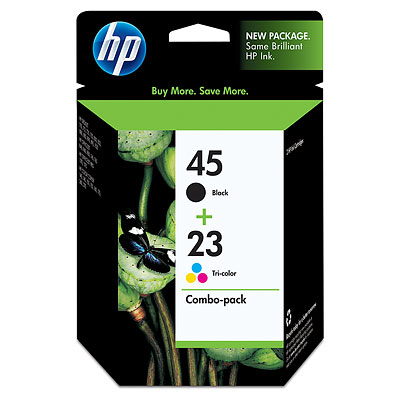 hp
NEW PACKAGE.
Same Brilliant
HP Ink.
Buy More. Save More.
45
Black
+
23
Tri-color
Combo-pack